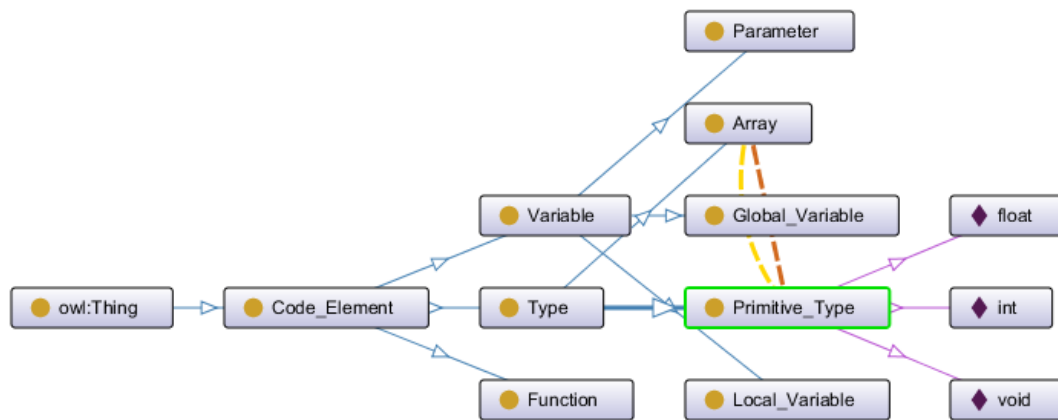 Parameter
Array
Variable
Global_Variable
float
owl:Thing
Code_Element
Type
Primitive_Type
int
Function
Local_Variable
void